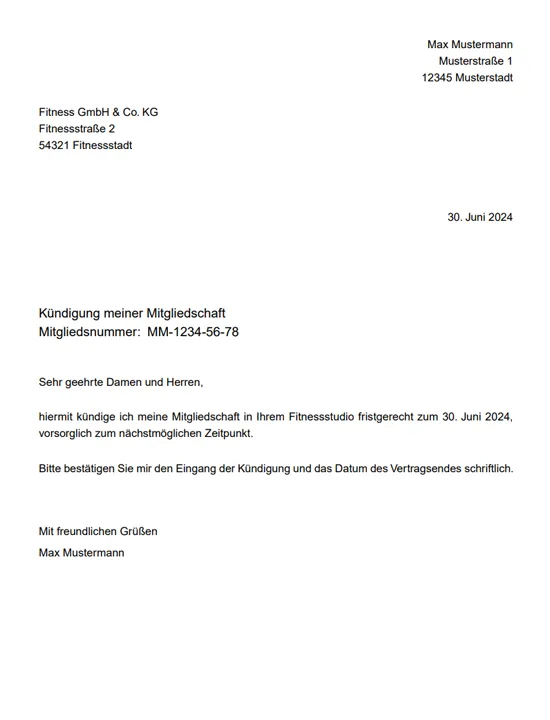 Max Mustermann
Musterstraße 1
12345 Musterstadt
Fitness GmbH & Co. KG
Fitnessstraße 2
54321 Fitnessstadt
30. Juni 2024
Kündigung meiner Mitgliedschaft
Mitgliedsnummer: MM-1234-56-78
Sehr geehrte Damen und Herren,
hiermit kündige ich meine Mitgliedschaft in Ihrem Fitnessstudio fristgerecht zum 30. Juni 2024,
vorsorglich zum nächstmöglichen Zeitpunkt.
Bitte bestätigen Sie mir den Eingang der Kündigung und das Datum des Vertragsendes schriftlich.
Mit freundlichen Grüßen
Max Mustermann